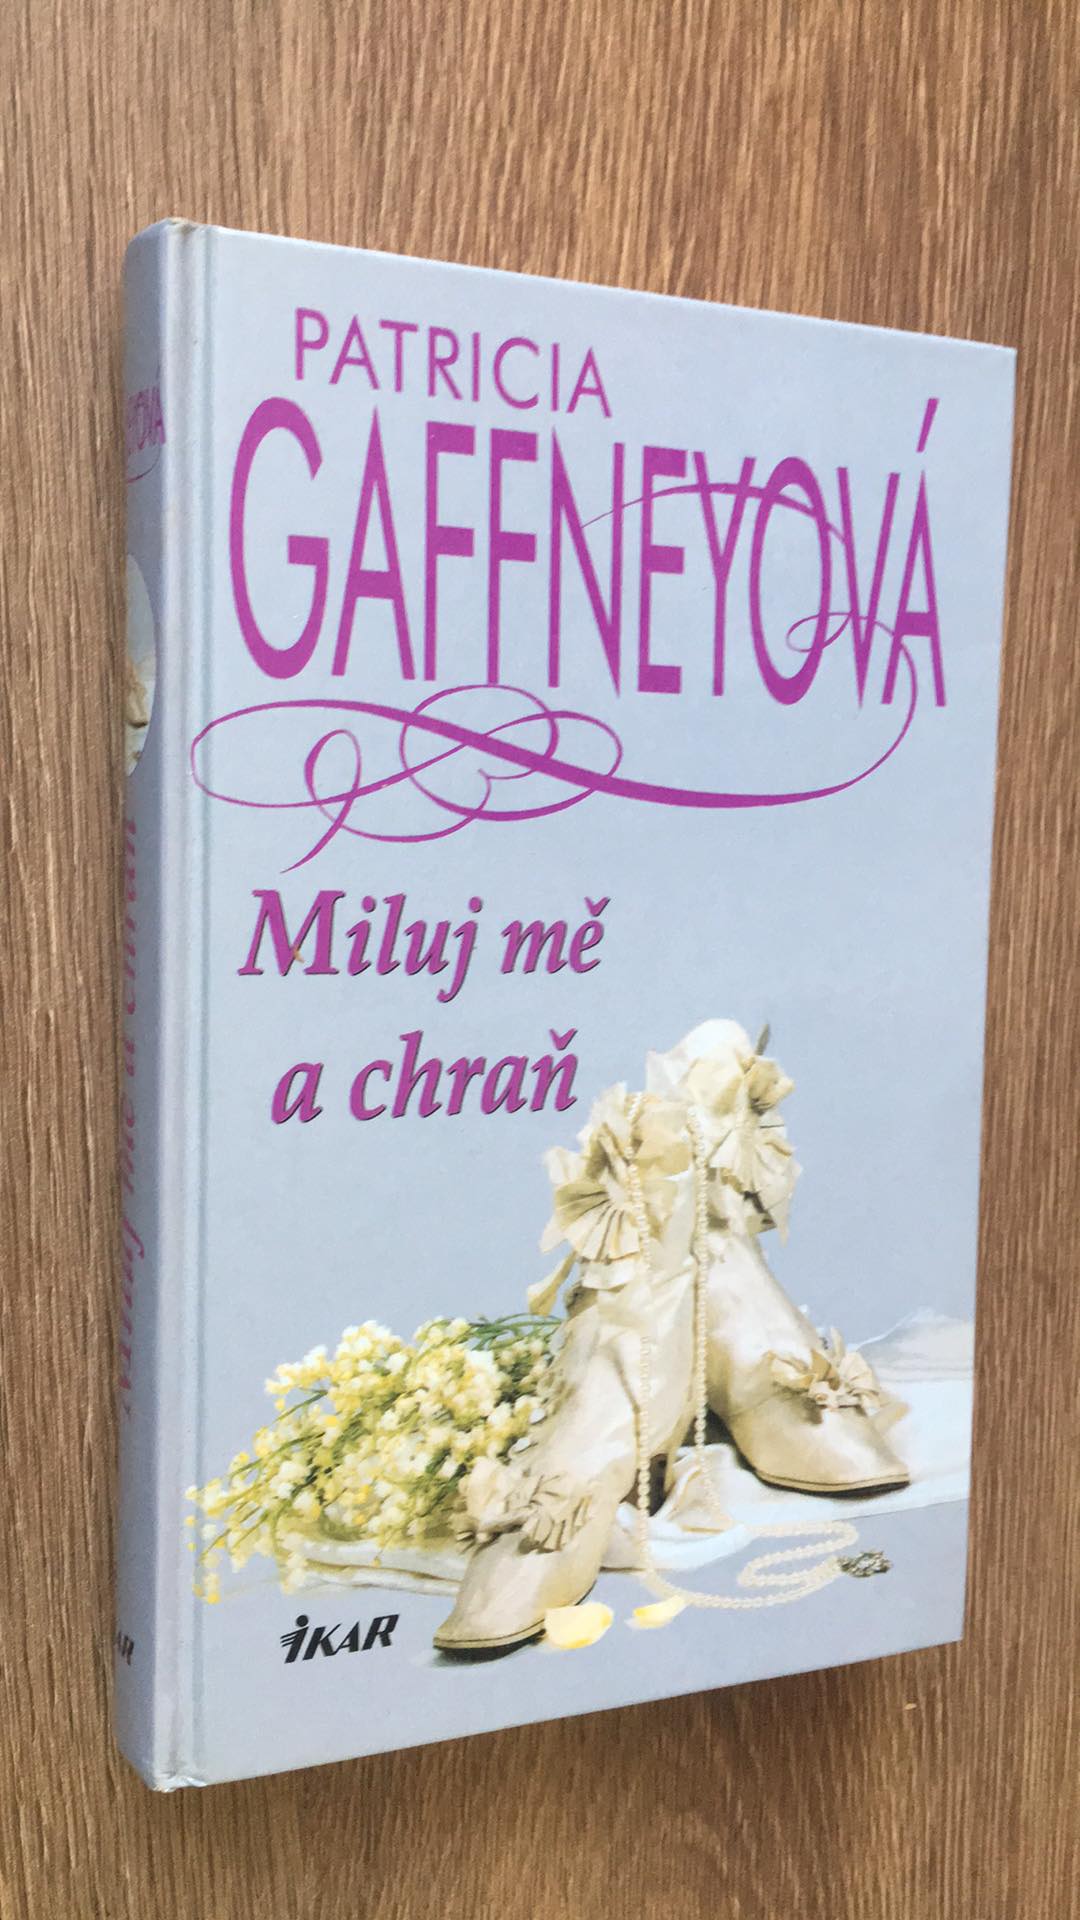 PATRICIA
GAFFNEYOVÁ
Miluj mě
a chraň
iKAR